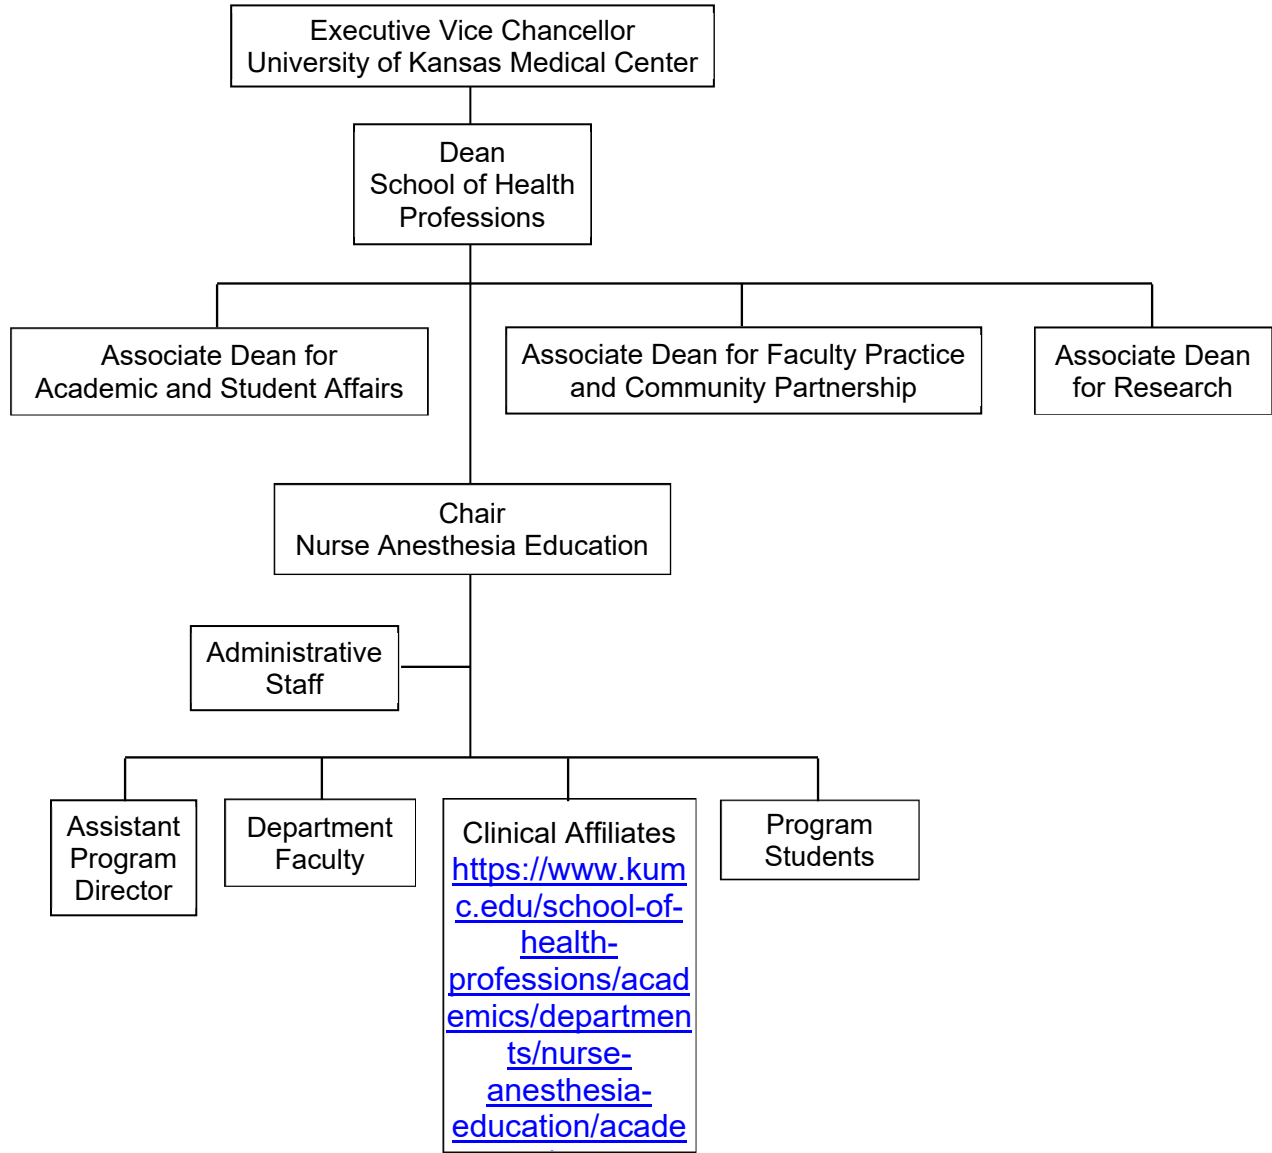 Executive Vice Chancellor
University of Kansas Medical Center
Dean
School of Health
Professions
Associate Dean for
Academic and Student Affairs
Associate Dean for Faculty Practice
and Community Partnership
Associate Dean
for Research
Chair
Nurse Anesthesia Education
Administrative
Staff
Assistant
Program
Director
Department
Faculty
Clinical Affiliates
https://www.kum
c.edu/school-of-
health-
professions/acad
emics/departmen
ts/nurse-
anesthesia-
education/acade
Program
Students